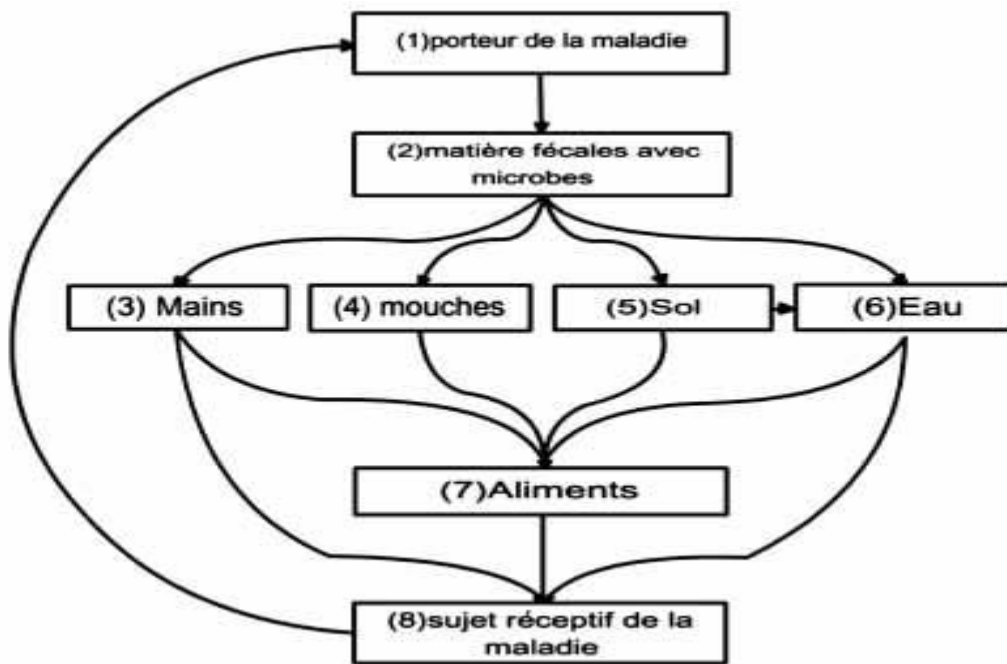 (1)porteur de la maladie
(2)matière fécales avec
microbes
(3) Mains
(4) mouches
(5)Sol
(6)Eau
(7)Aliments
(8)sujet réceptif de la
maladie